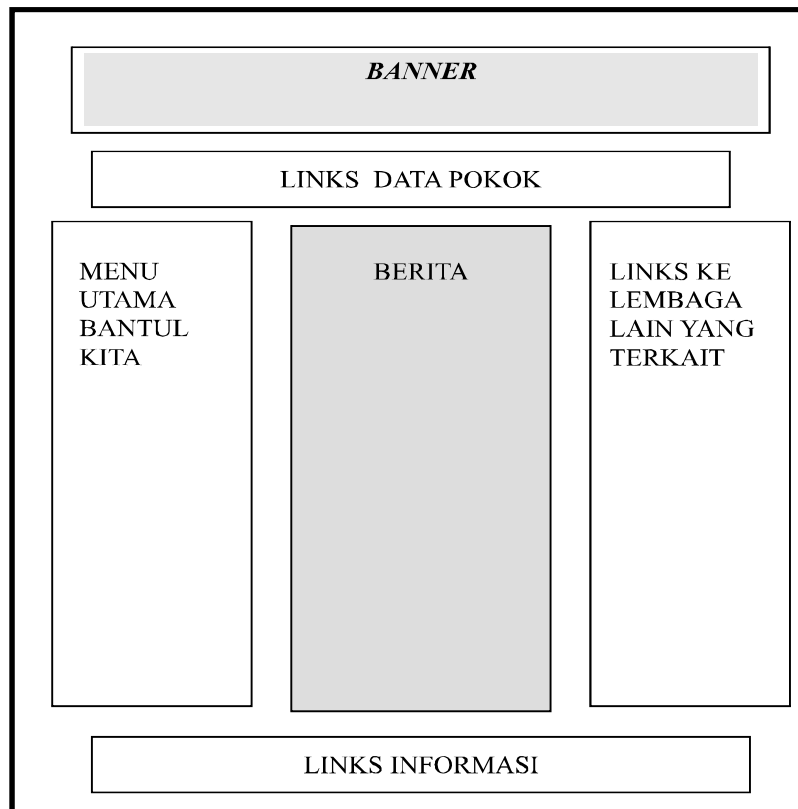 BANNER
LINKS DATA POKOK
MENU
UTAMA
BANTUL
KITA
BERITA
LINKS KE
LEMBAGA
LAIN YANG
TERKAIT
LINKS INFORMASI